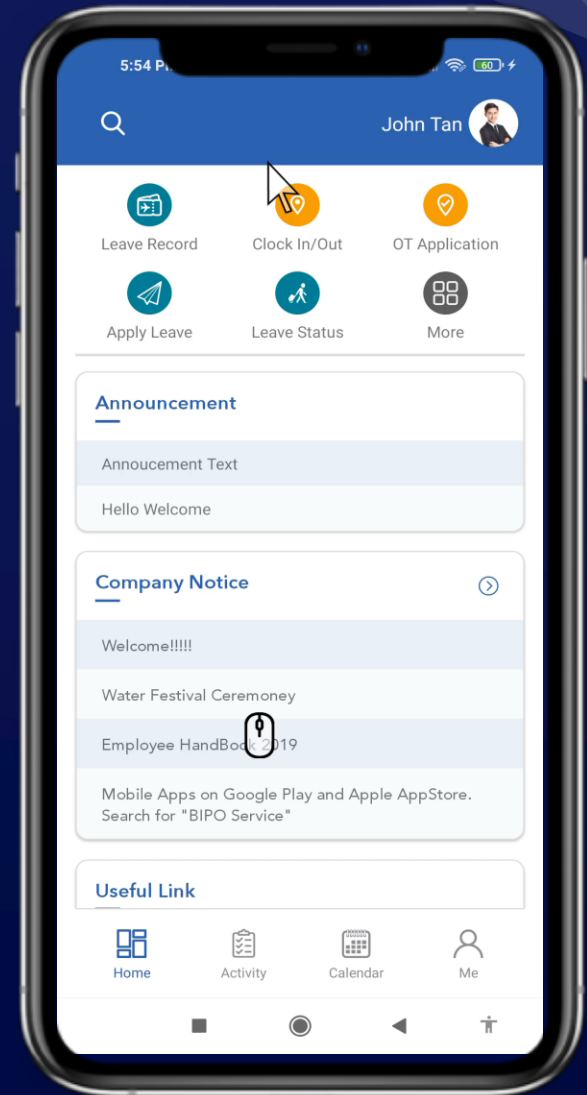 5:54 P
60
John Tan
Leave Record
Clock In/Out
OT Application
Apply Leave
Leave Status
More
Announcement
Annoucement Text
Hello Welcome
Company Notice
Welcome!!!!!
Water Festival Ceremoney
Employee HandBook 2019
Mobile Apps on Google Play and Apple AppStore.
Search for "BIPO Service"
Useful Link
Home
Activity
Calendar
Me